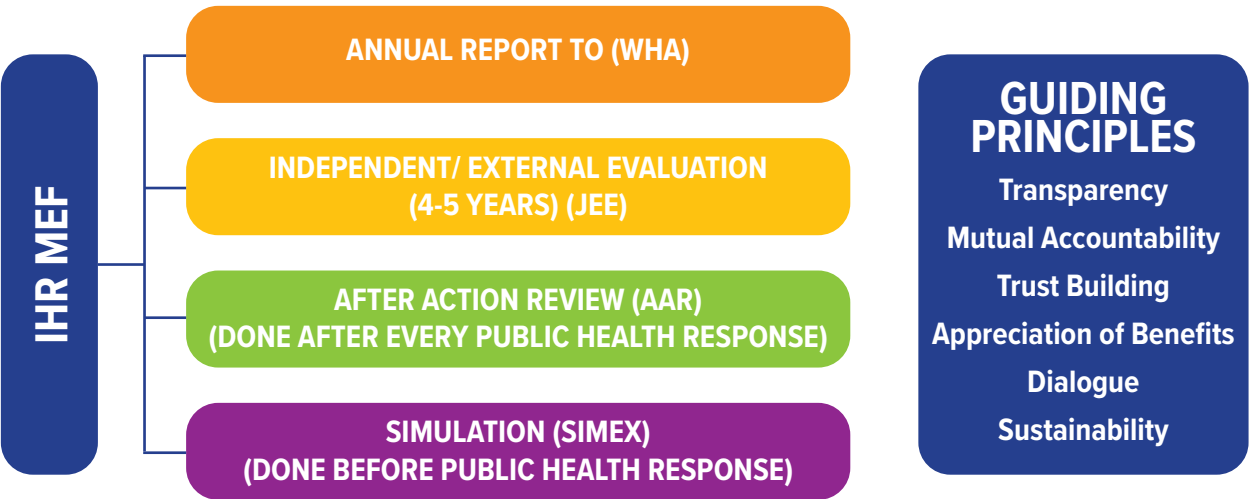 IHR MEF
ANNUAL REPORT TO (WHA)
INDEPENDENT/ EXTERNAL EVALUATION
(4-5 YEARS) (JEE)
AFTER ACTION REVIEW (AAR)
(DONE AFTER EVERY PUBLIC HEALTH RESPONSE)
SIMULATION (SIMEX)
(DONE BEFORE PUBLIC HEALTH RESPONSE)
GUIDING
PRINCIPLES
Transparency
Mutual Accountability
Trust Building
Appreciation of Benefits
Dialogue
Sustainability